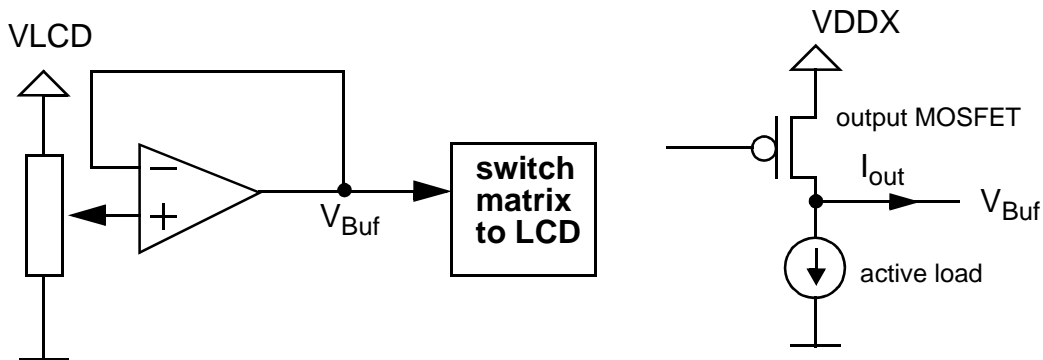 VLCD
−
+
V_Buf
switch
matrix
to LCD
VDDX
output MOSFET
I_out
V_Buf
active load